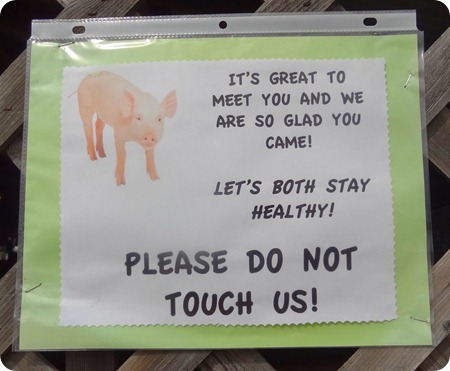 IT'S GREAT TO
MEET YOU AND WE
ARE SO GLAD YOU
CAME!
LET'S BOTH STAY
HEALTHY!
PLEASE DO NOT
TOUCH US!